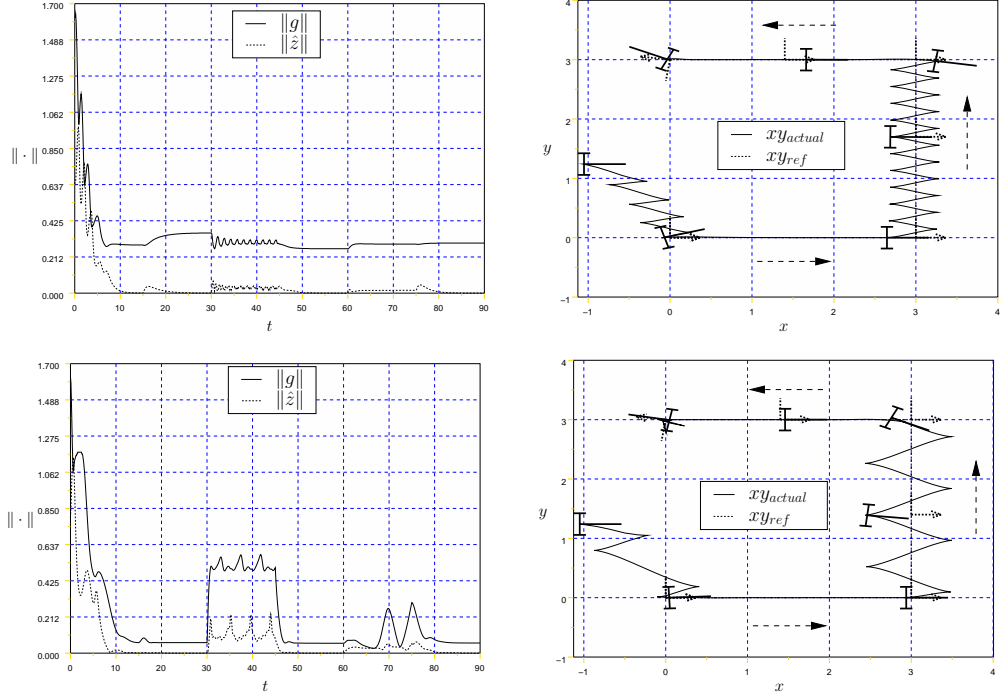 1.700
1.488
1.275
1.062
0.850
0.637
0.425
0.212
0.000
‖ · ‖
‖g‖
‖ẑ‖
0 10 20 30 40 50 60 70 80 90
t
4
3
2
1
0
−1
y
xy_actual
xy_ref
−1 0 1 2 3 4
x
1.700
1.488
1.275
1.062
0.850
0.637
0.425
0.212
0.000
‖ · ‖
‖g‖
‖ẑ‖
0 10 20 30 40 50 60 70 80 90
t
4
3
2
1
0
−1
y
xy_actual
xy_ref
−1 0 1 2 3 4
x